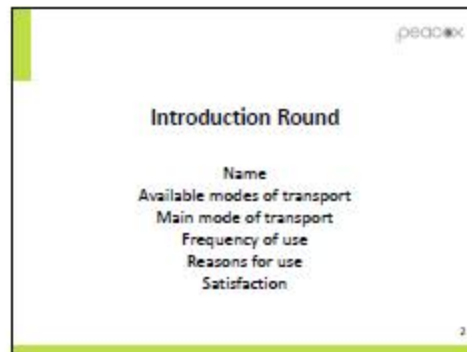 peacox
Introduction Round
Name
Available modes of transport
Main mode of transport
Frequency of use
Reasons for use
Satisfaction
2